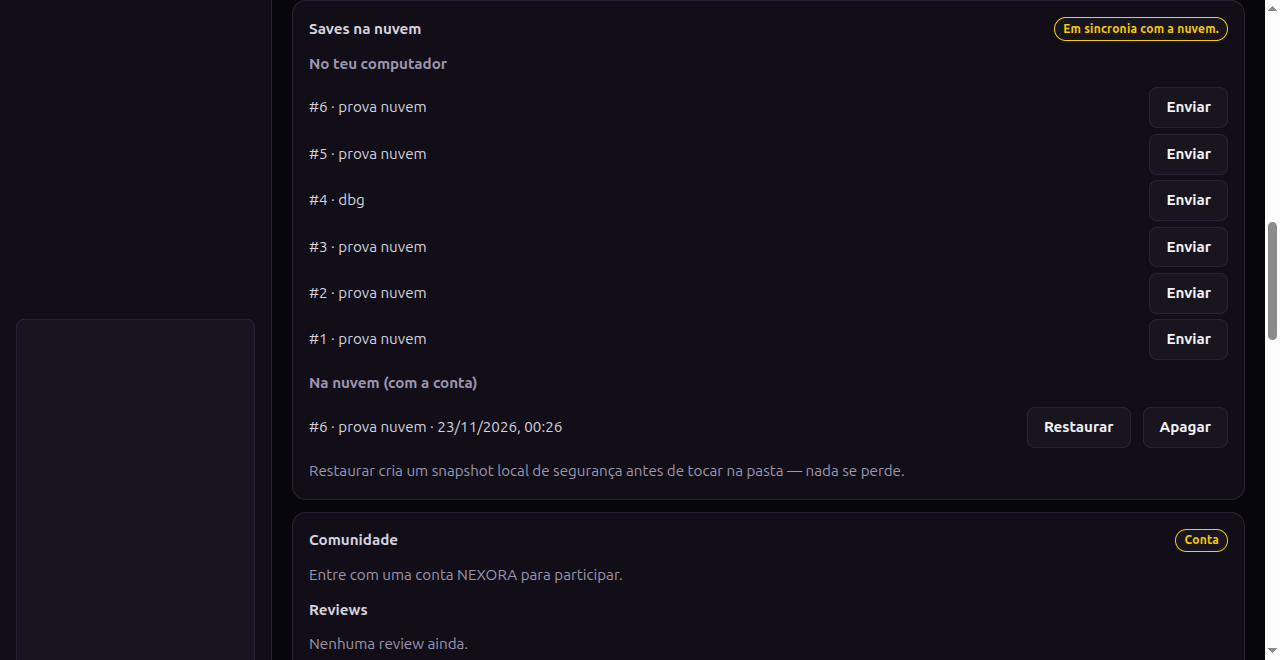 Saves na nuvem
Em sincronia com a nuvem.
No teu computador
#6 · prova nuvem
Enviar
#5 · prova nuvem
Enviar
#4 · dbg
Enviar
#3 · prova nuvem
Enviar
#2 · prova nuvem
Enviar
#1 · prova nuvem
Enviar
Na nuvem (com a conta)
#6 · prova nuvem · 23/11/2026, 00:26
Restaurar
Apagar
Restaurar cria um snapshot local de segurança antes de tocar na pasta — nada se perde.
Comunidade
Conta
Entre com uma conta NEXORA para participar.
Reviews
Nenhuma review ainda.